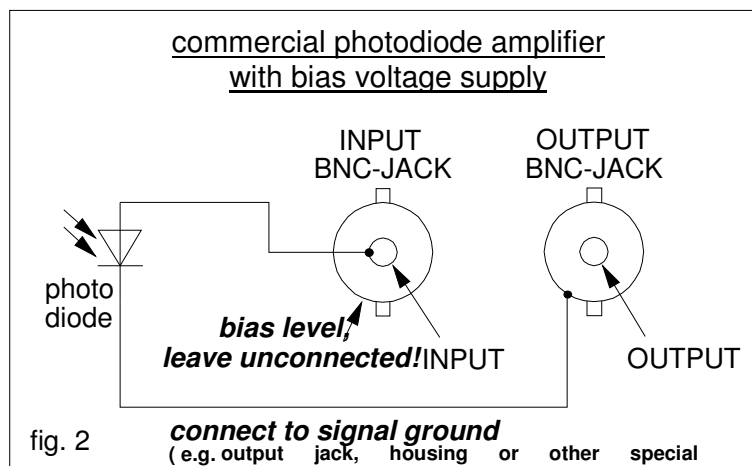 commercial photodiode amplifier
with bias voltage supply
INPUT
BNC-JACK
OUTPUT
BNC-JACK
photo
diode
bias level,
leave unconnected!
INPUT
OUTPUT
fig. 2
connect to signal ground
( e.g. output jack, housing or other special